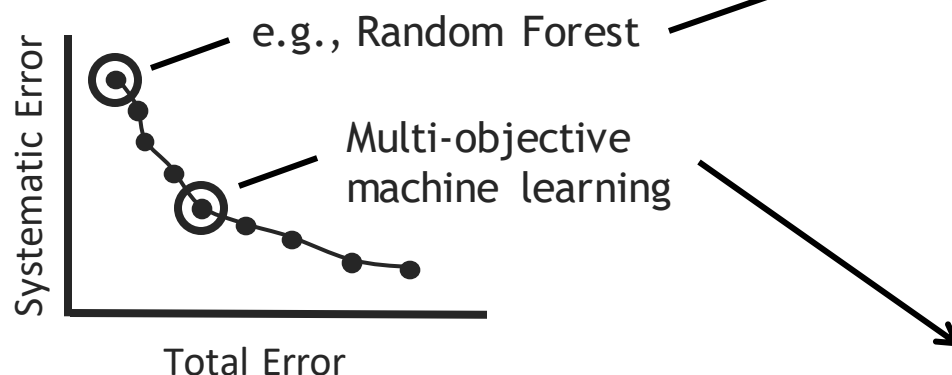 e.g., Random Forest
Systematic Error
Multi-objective
machine learning
Total Error